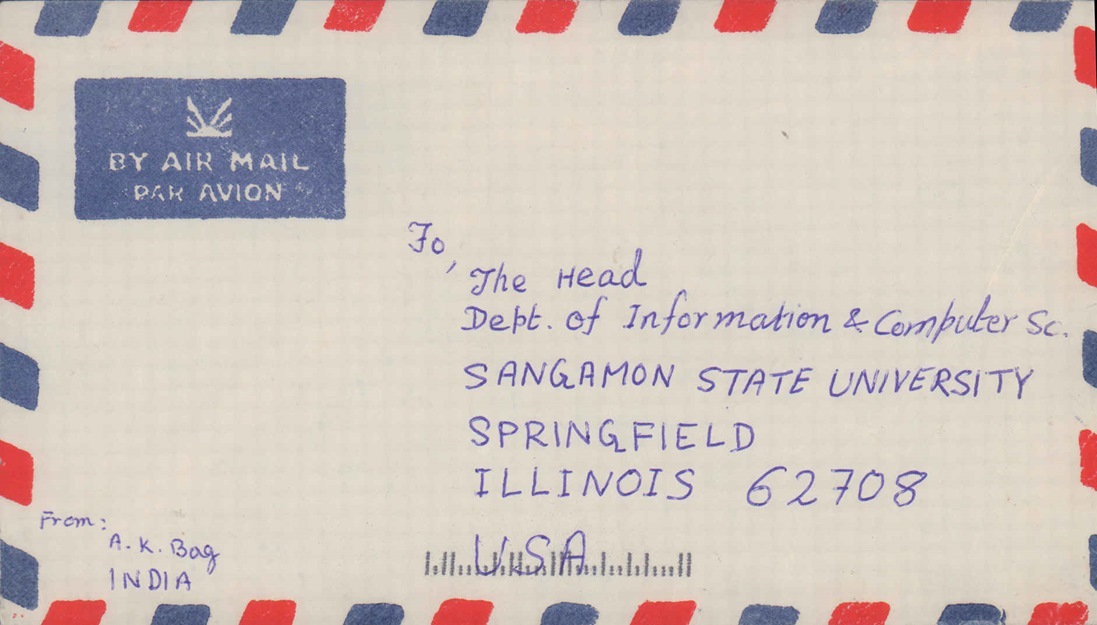 BY AIR MAIL
PAR AVION
To,
The Head
Dept. of Information & Computer Sc.
SANGAMON STATE UNIVERSITY
SPRINGFIELD
ILLINOIS 62708
USA
From:
A. K. Bag
INDIA